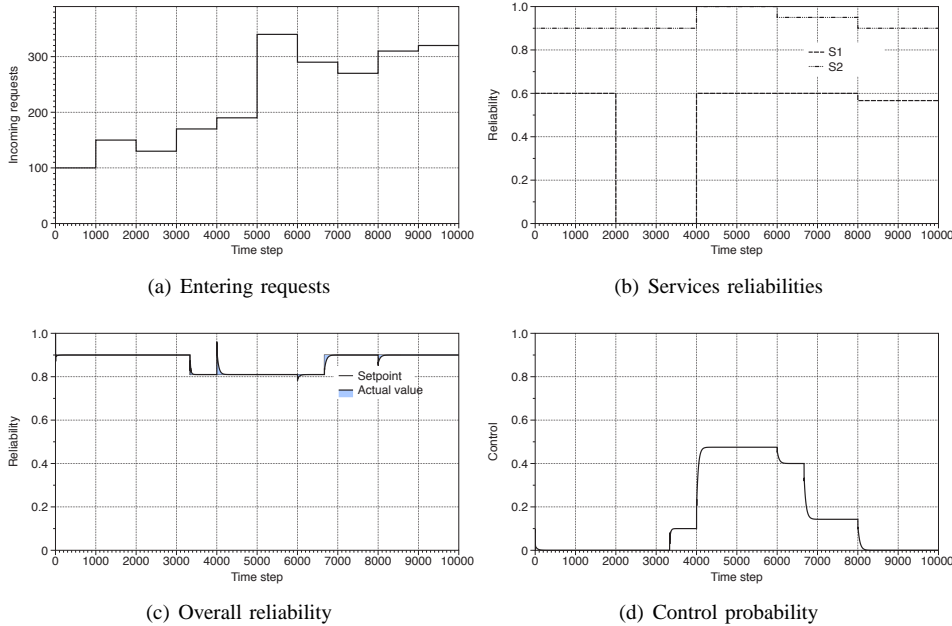 300
200
100
0
Incoming requests
0 1000 2000 3000 4000 5000 6000 7000 8000 9000 10000
Time step
(a) Entering requests
1.0
0.8
0.6
0.4
0.2
0
Reliability
S1
S2
0 1000 2000 3000 4000 5000 6000 7000 8000 9000 10000
Time step
(b) Services reliabilities
1.0
0.8
0.6
0.4
0.2
0
Reliability
Setpoint
Actual value
0 1000 2000 3000 4000 5000 6000 7000 8000 9000 10000
Time step
(c) Overall reliability
1.0
0.8
0.6
0.4
0.2
0
Control
0 1000 2000 3000 4000 5000 6000 7000 8000 9000 10000
Time step
(d) Control probability